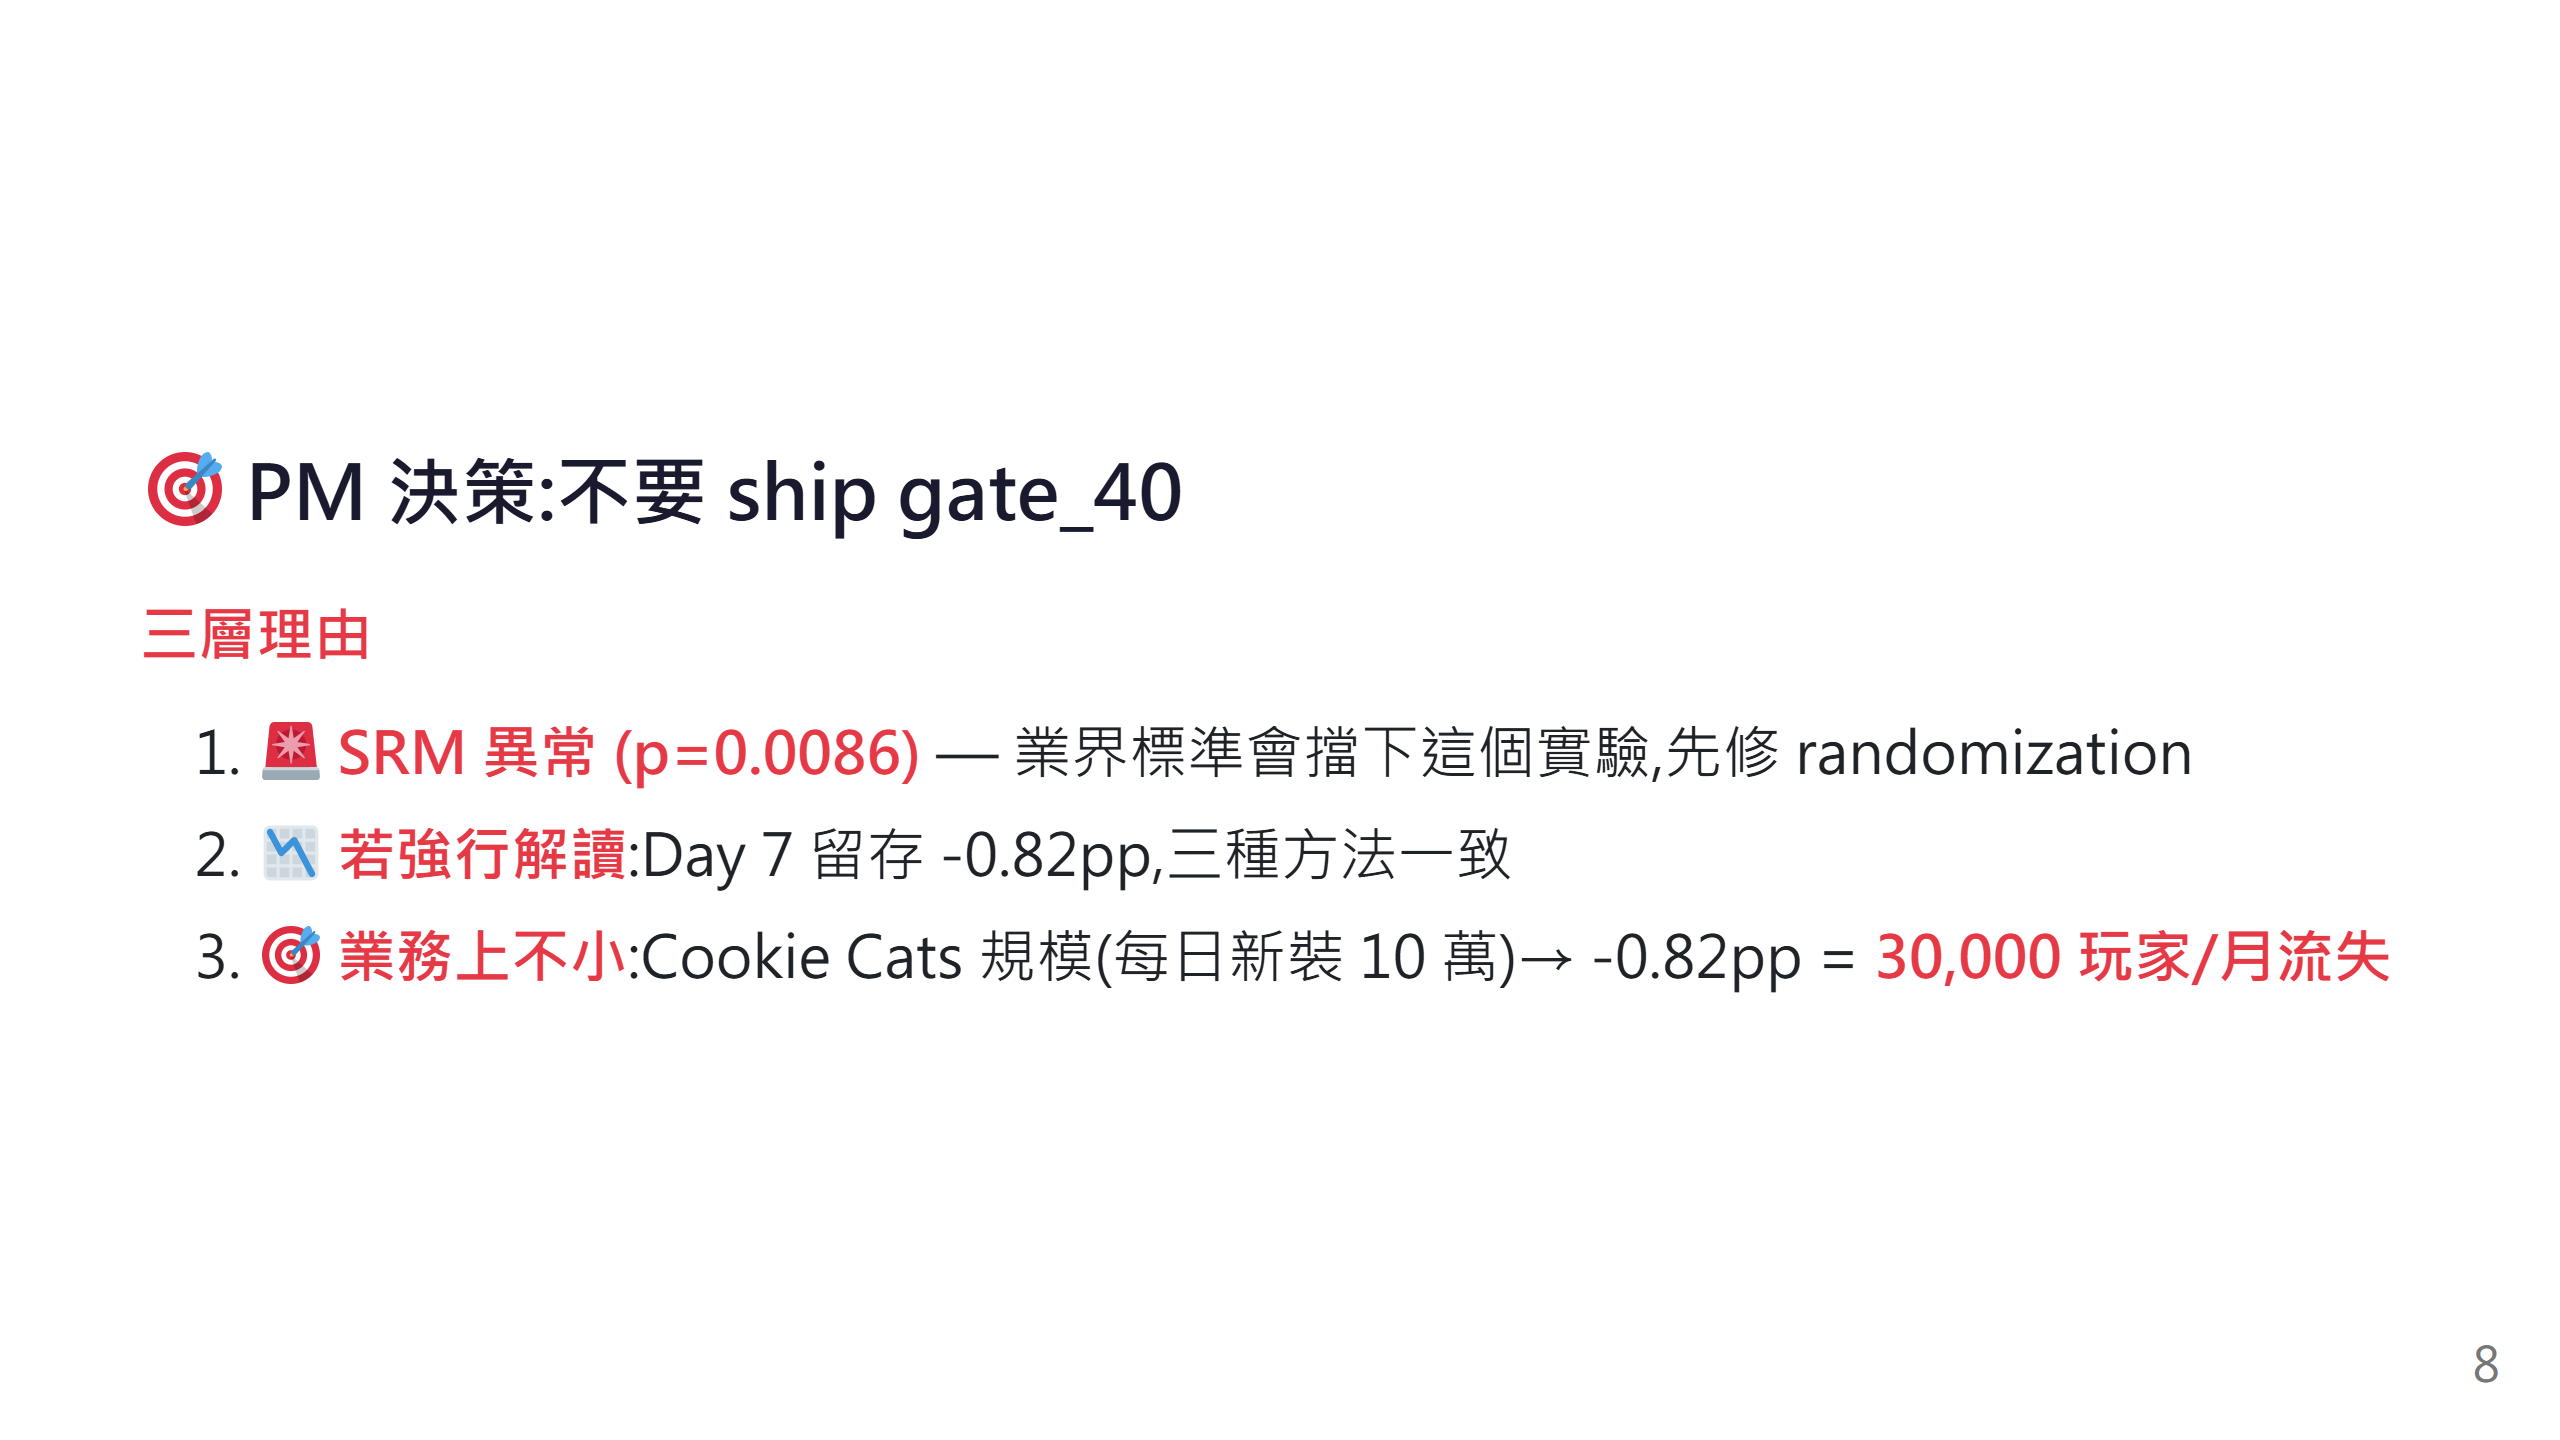 🎯 PM 決策:不要 ship gate_40
三層理由
1. 🚨 SRM 異常 (p=0.0086) — 業界標準會擋下這個實驗,先修 randomization
2. 📉 若強行解讀:Day 7 留存 -0.82pp,三種方法一致
3. 🎯 業務上不小:Cookie Cats 規模(每日新裝 10 萬)→ -0.82pp = 30,000 玩家/月流失
8